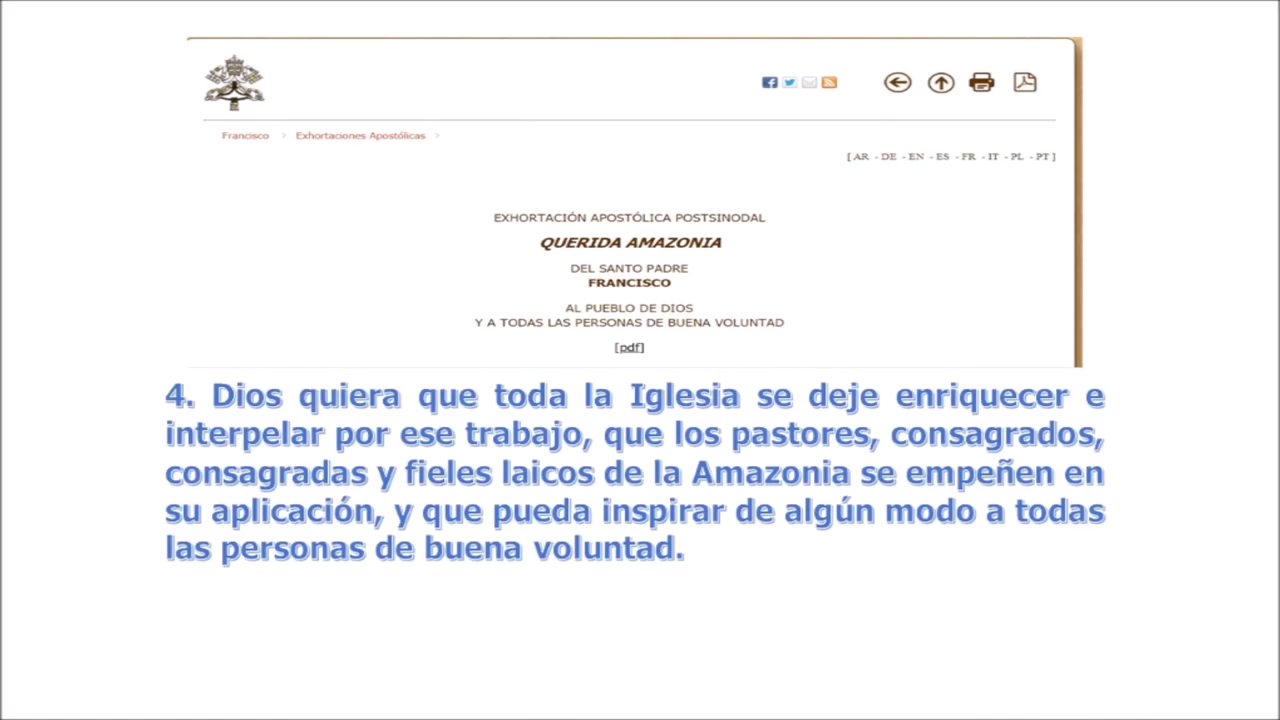 Francisco > Exhortaciones Apostólicas >
[ AR - DE - EN - ES - FR - IT - PL - PT ]
EXHORTACIÓN APOSTÓLICA POSTSINODAL
QUERIDA AMAZONIA
DEL SANTO PADRE
FRANCISCO
AL PUEBLO DE DIOS
Y A TODAS LAS PERSONAS DE BUENA VOLUNTAD
[pdf]
4. Dios quiera que toda la Iglesia se deje enriquecer e
interpelar por ese trabajo, que los pastores, consagrados,
consagradas y fieles laicos de la Amazonia se empeñen en
su aplicación, y que pueda inspirar de algún modo a todas
las personas de buena voluntad.